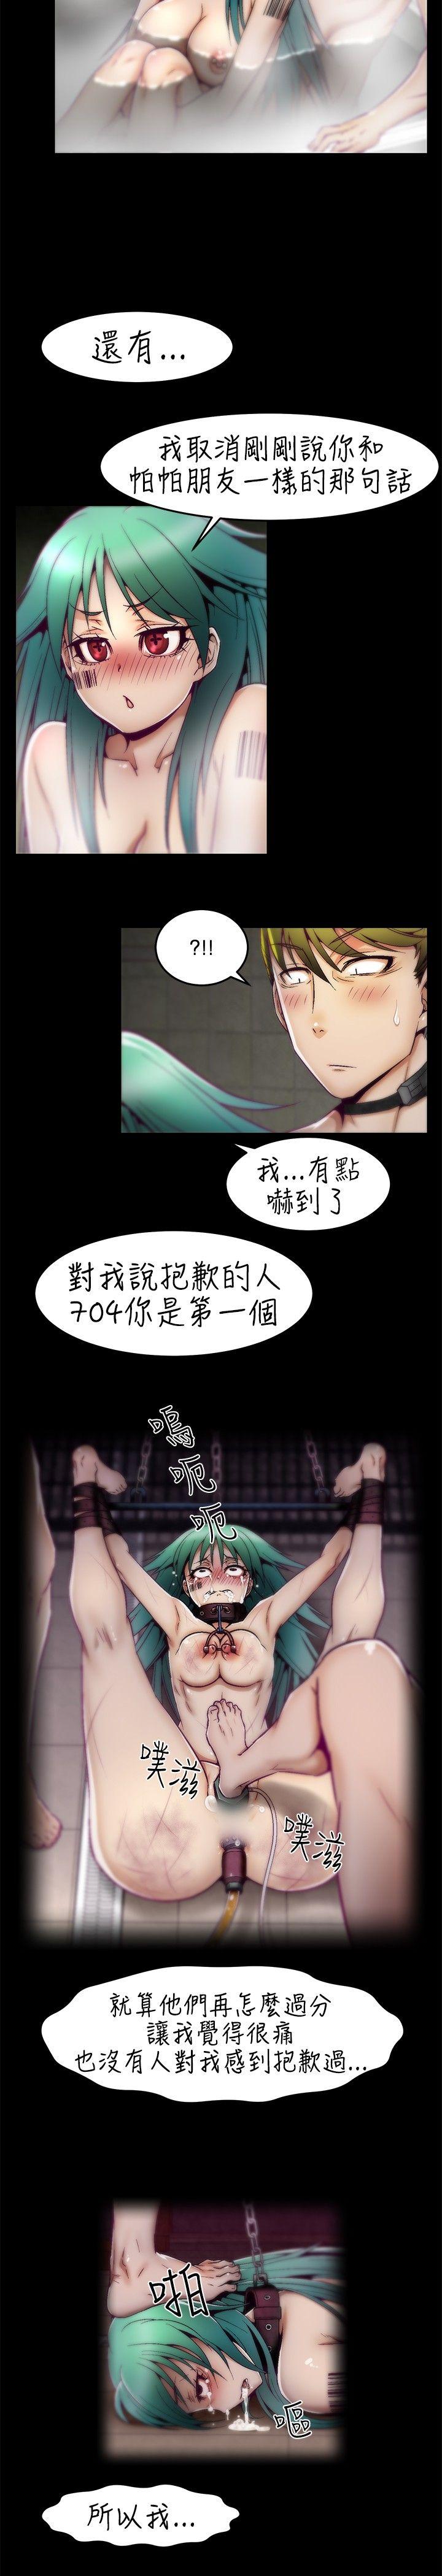 還有...
我取消剛剛說你和
帕帕朋友一樣的那句話
?!!
我...有點
嚇到了
對我說抱歉的人
704你是第一個
嗚
呃
呃
噗滋
噗滋
就算他們再怎麼過分
讓我覺得很痛
也沒有人對我感到抱歉過...
啪
嘔
所以我...